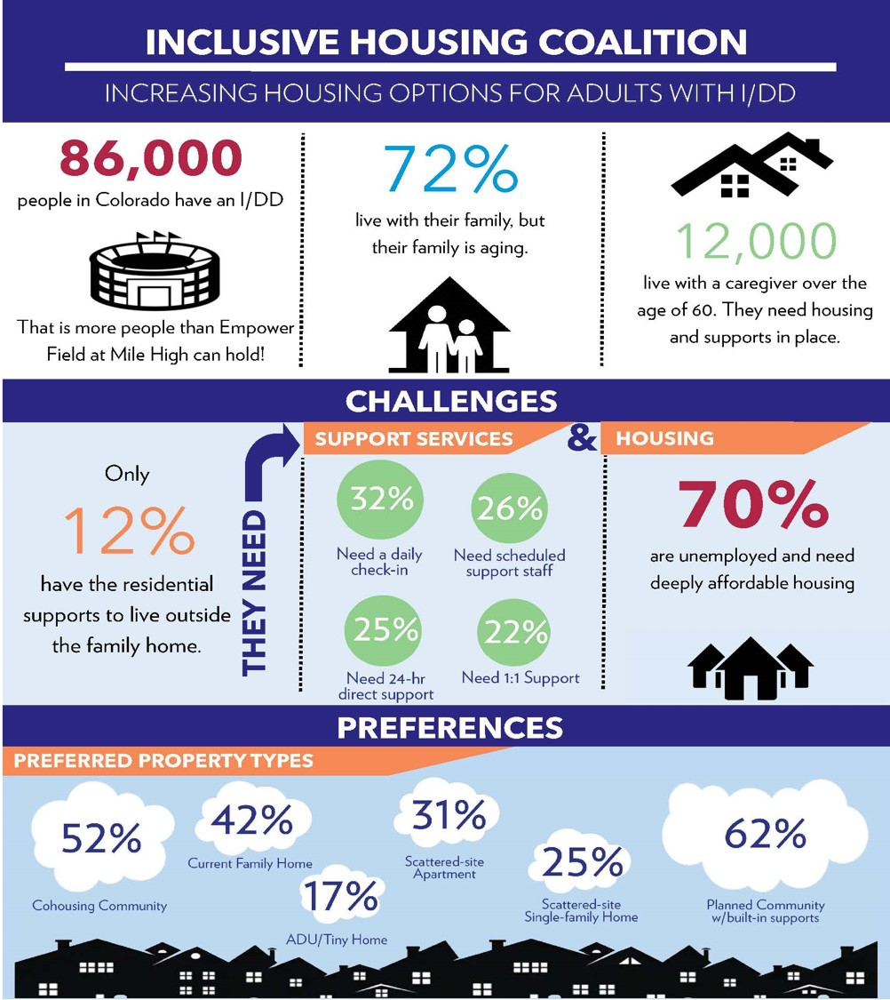 INCLUSIVE HOUSING COALITION
INCREASING HOUSING OPTIONS FOR ADULTS WITH I/DD
86,000
people in Colorado have an I/DD
That is more people than Empower
Field at Mile High can hold!
72%
live with their family, but
their family is aging.
12,000
live with a caregiver over the
age of 60. They need housing
and supports in place.
CHALLENGES
Only
12%
have the residential
supports to live outside
the family home.
THEY NEED
SUPPORT SERVICES
32%
Need a daily
check-in
26%
Need scheduled
support staff
25%
Need 24-hr
direct support
22%
Need 1:1 Support
&
HOUSING
70%
are unemployed and need
deeply affordable housing
PREFERENCES
PREFERRED PROPERTY TYPES
52%
Cohousing Community
42%
Current Family Home
17%
ADU/Tiny Home
31%
Scattered-site
Apartment
25%
Scattered-site
Single-family Home
62%
Planned Community
w/built-in supports